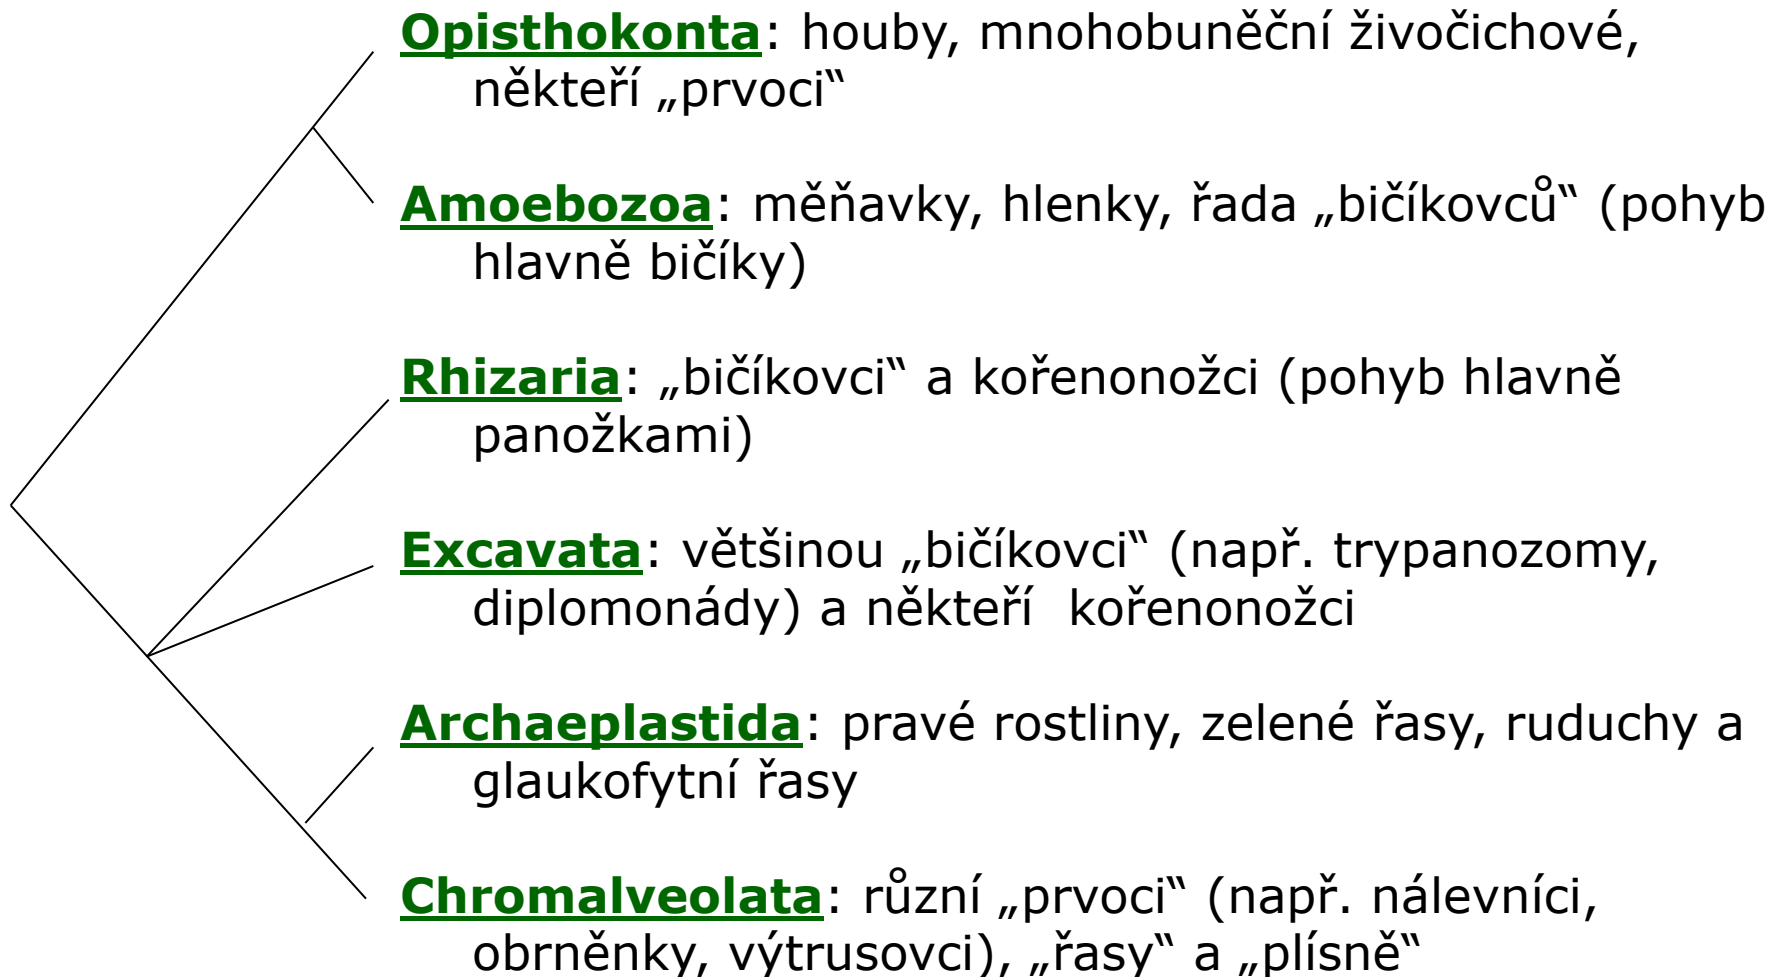 Opisthokonta: houby, mnohobuněční živočichové,
někteří „prvoci“
Amoebozoa: měňavky, hlenky, řada „bičíkovců“ (pohyb
hlavně bičíky)
Rhizaria: „bičíkovci“ a kořenonožci (pohyb hlavně
panožkami)
Excavata: většinou „bičíkovci“ (např. trypanozomy,
diplomonády) a někteří  kořenonožci
Archaeplastida: pravé rostliny, zelené řasy, ruduchy a
glaukofytní řasy
Chromalveolata: různí „prvoci“ (např. nálevníci,
obrněnky, výtrusovci), „řasy“ a „plísně“